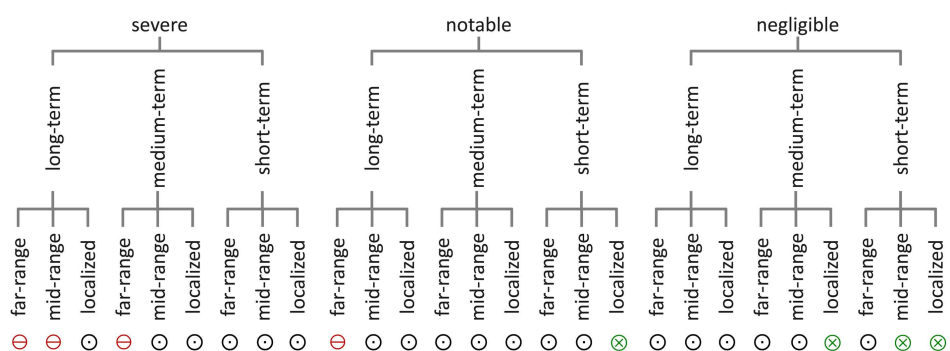 severe notable negligible
long-term medium-term short-term long-term medium-term short-term long-term medium-term short-term
far-range mid-range localized far-range mid-range localized far-range mid-range localized far-range mid-range localized far-range mid-range localized far-range mid-range localized far-range mid-range localized far-range mid-range localized far-range mid-range localized